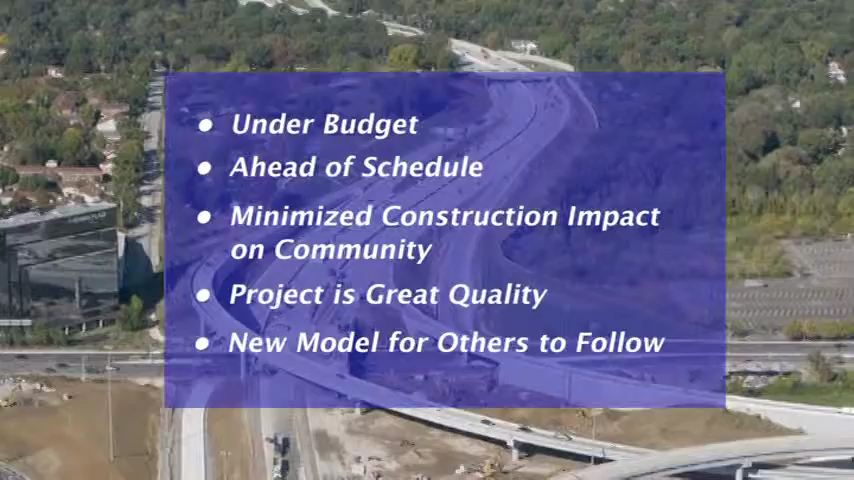 • Under Budget
• Ahead of Schedule
• Minimized Construction Impact
on Community
• Project is Great Quality
• New Model for Others to Follow